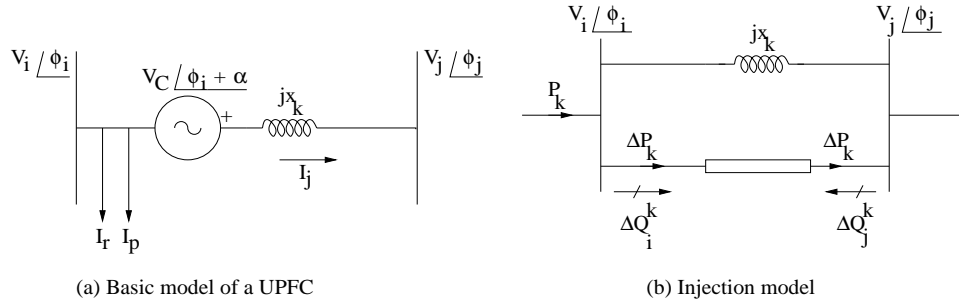 V_i ∠φ_i
V_C ∠φ_i + α
+
jx_k
V_j ∠φ_j
I_r
I_p
I_j
(a) Basic model of a UPFC
V_i ∠φ_i
V_j ∠φ_j
jx_k
P_k
ΔP_k
ΔP_k
ΔQ_i^k
ΔQ_j^k
(b) Injection model